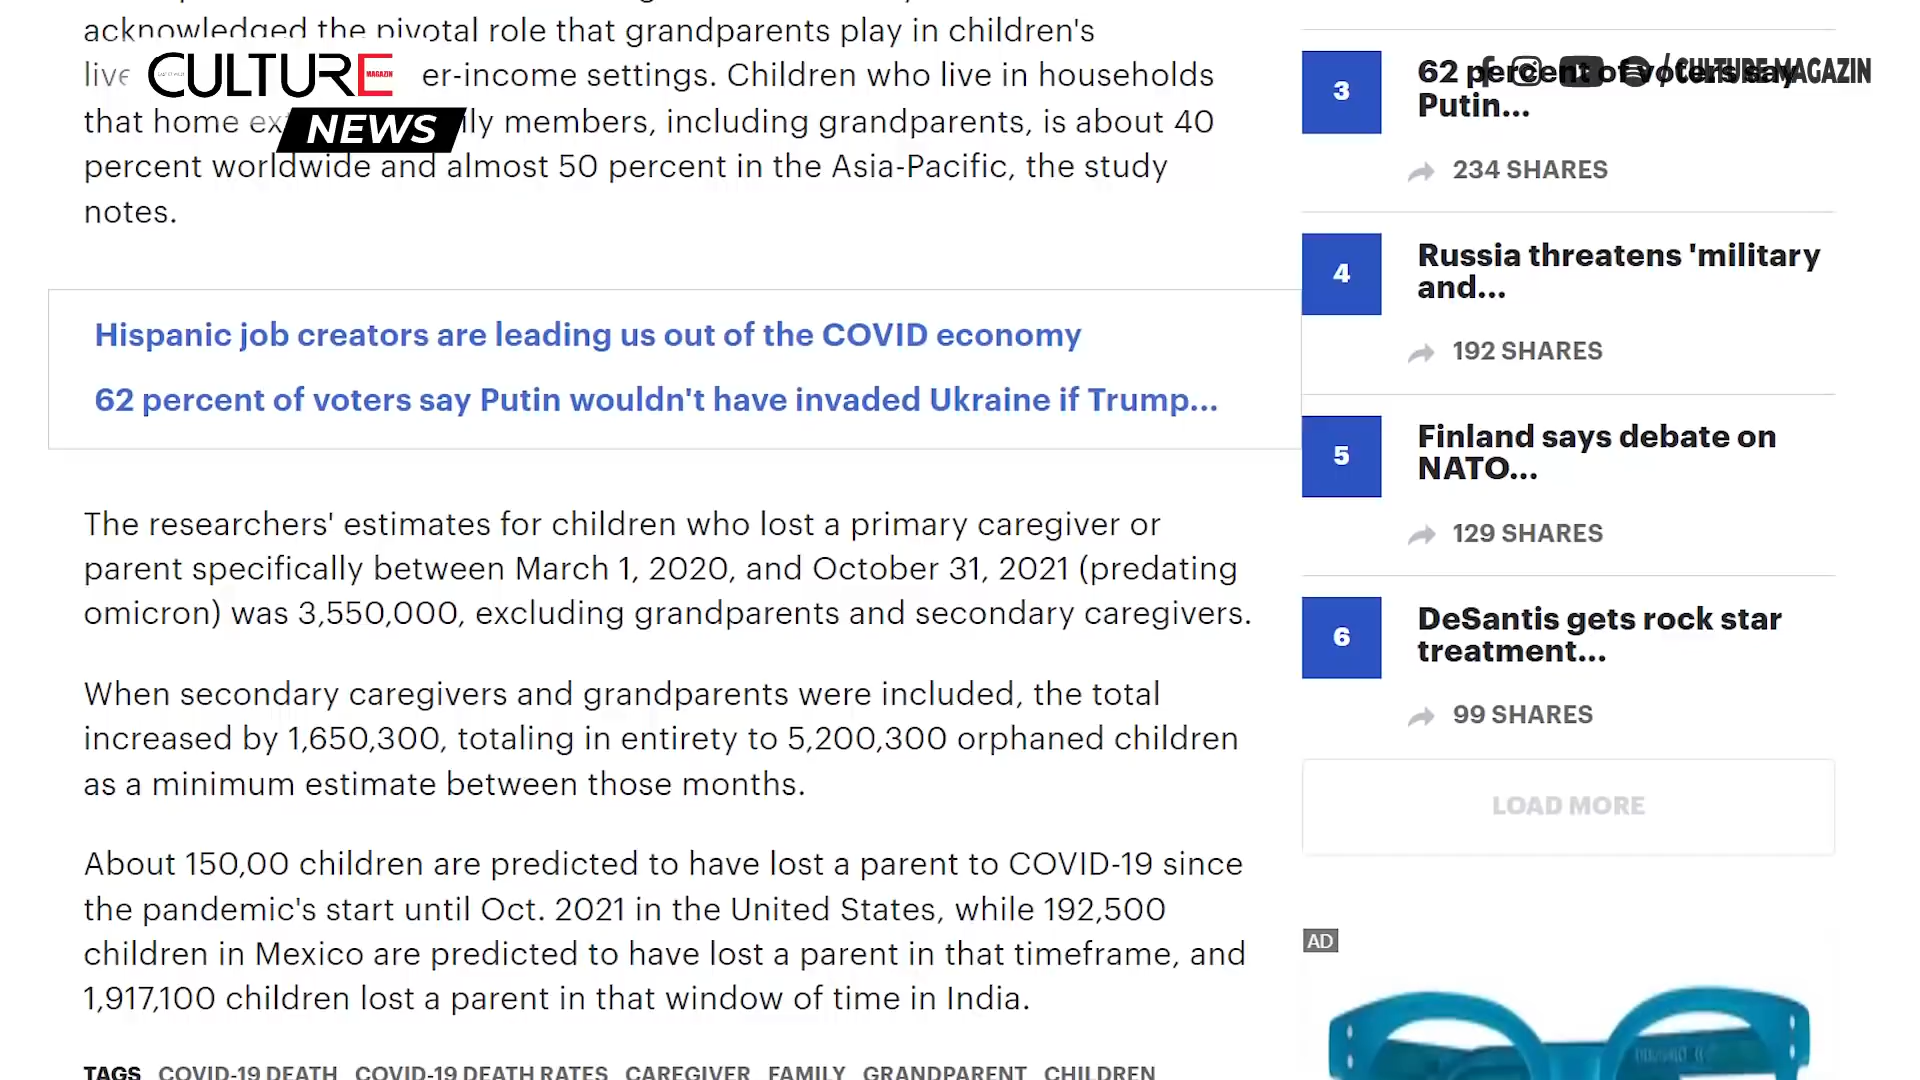 acknowledged the pivotal role that grandparents play in children's
er-income settings. Children who live in households
that home ly members, including grandparents, is about 40
percent worldwide and almost 50 percent in the Asia-Pacific, the study
notes.
CULTURE
MAGAZIN
NEWS
Hispanic job creators are leading us out of the COVID economy
62 percent of voters say Putin wouldn't have invaded Ukraine if Trump...
The researchers' estimates for children who lost a primary caregiver or
parent specifically between March 1, 2020, and October 31, 2021 (predating
omicron) was 3,550,000, excluding grandparents and secondary caregivers.
When secondary caregivers and grandparents were included, the total
increased by 1,650,300, totaling in entirety to 5,200,300 orphaned children
as a minimum estimate between those months.
About 150,00 children are predicted to have lost a parent to COVID-19 since
the pandemic's start until Oct. 2021 in the United States, while 192,500
children in Mexico are predicted to have lost a parent in that timeframe, and
1,917,100 children lost a parent in that window of time in India.
TAGS COVID-19 DEATH COVID-19 DEATH RATES CAREGIVER FAMILY GRANDPARENT CHILDREN
/ CULTURE MAGAZIN
3
62 percent of voters say
Putin...
234 SHARES
4
Russia threatens 'military
and...
192 SHARES
5
Finland says debate on
NATO...
129 SHARES
6
DeSantis gets rock star
treatment...
99 SHARES
LOAD MORE
AD